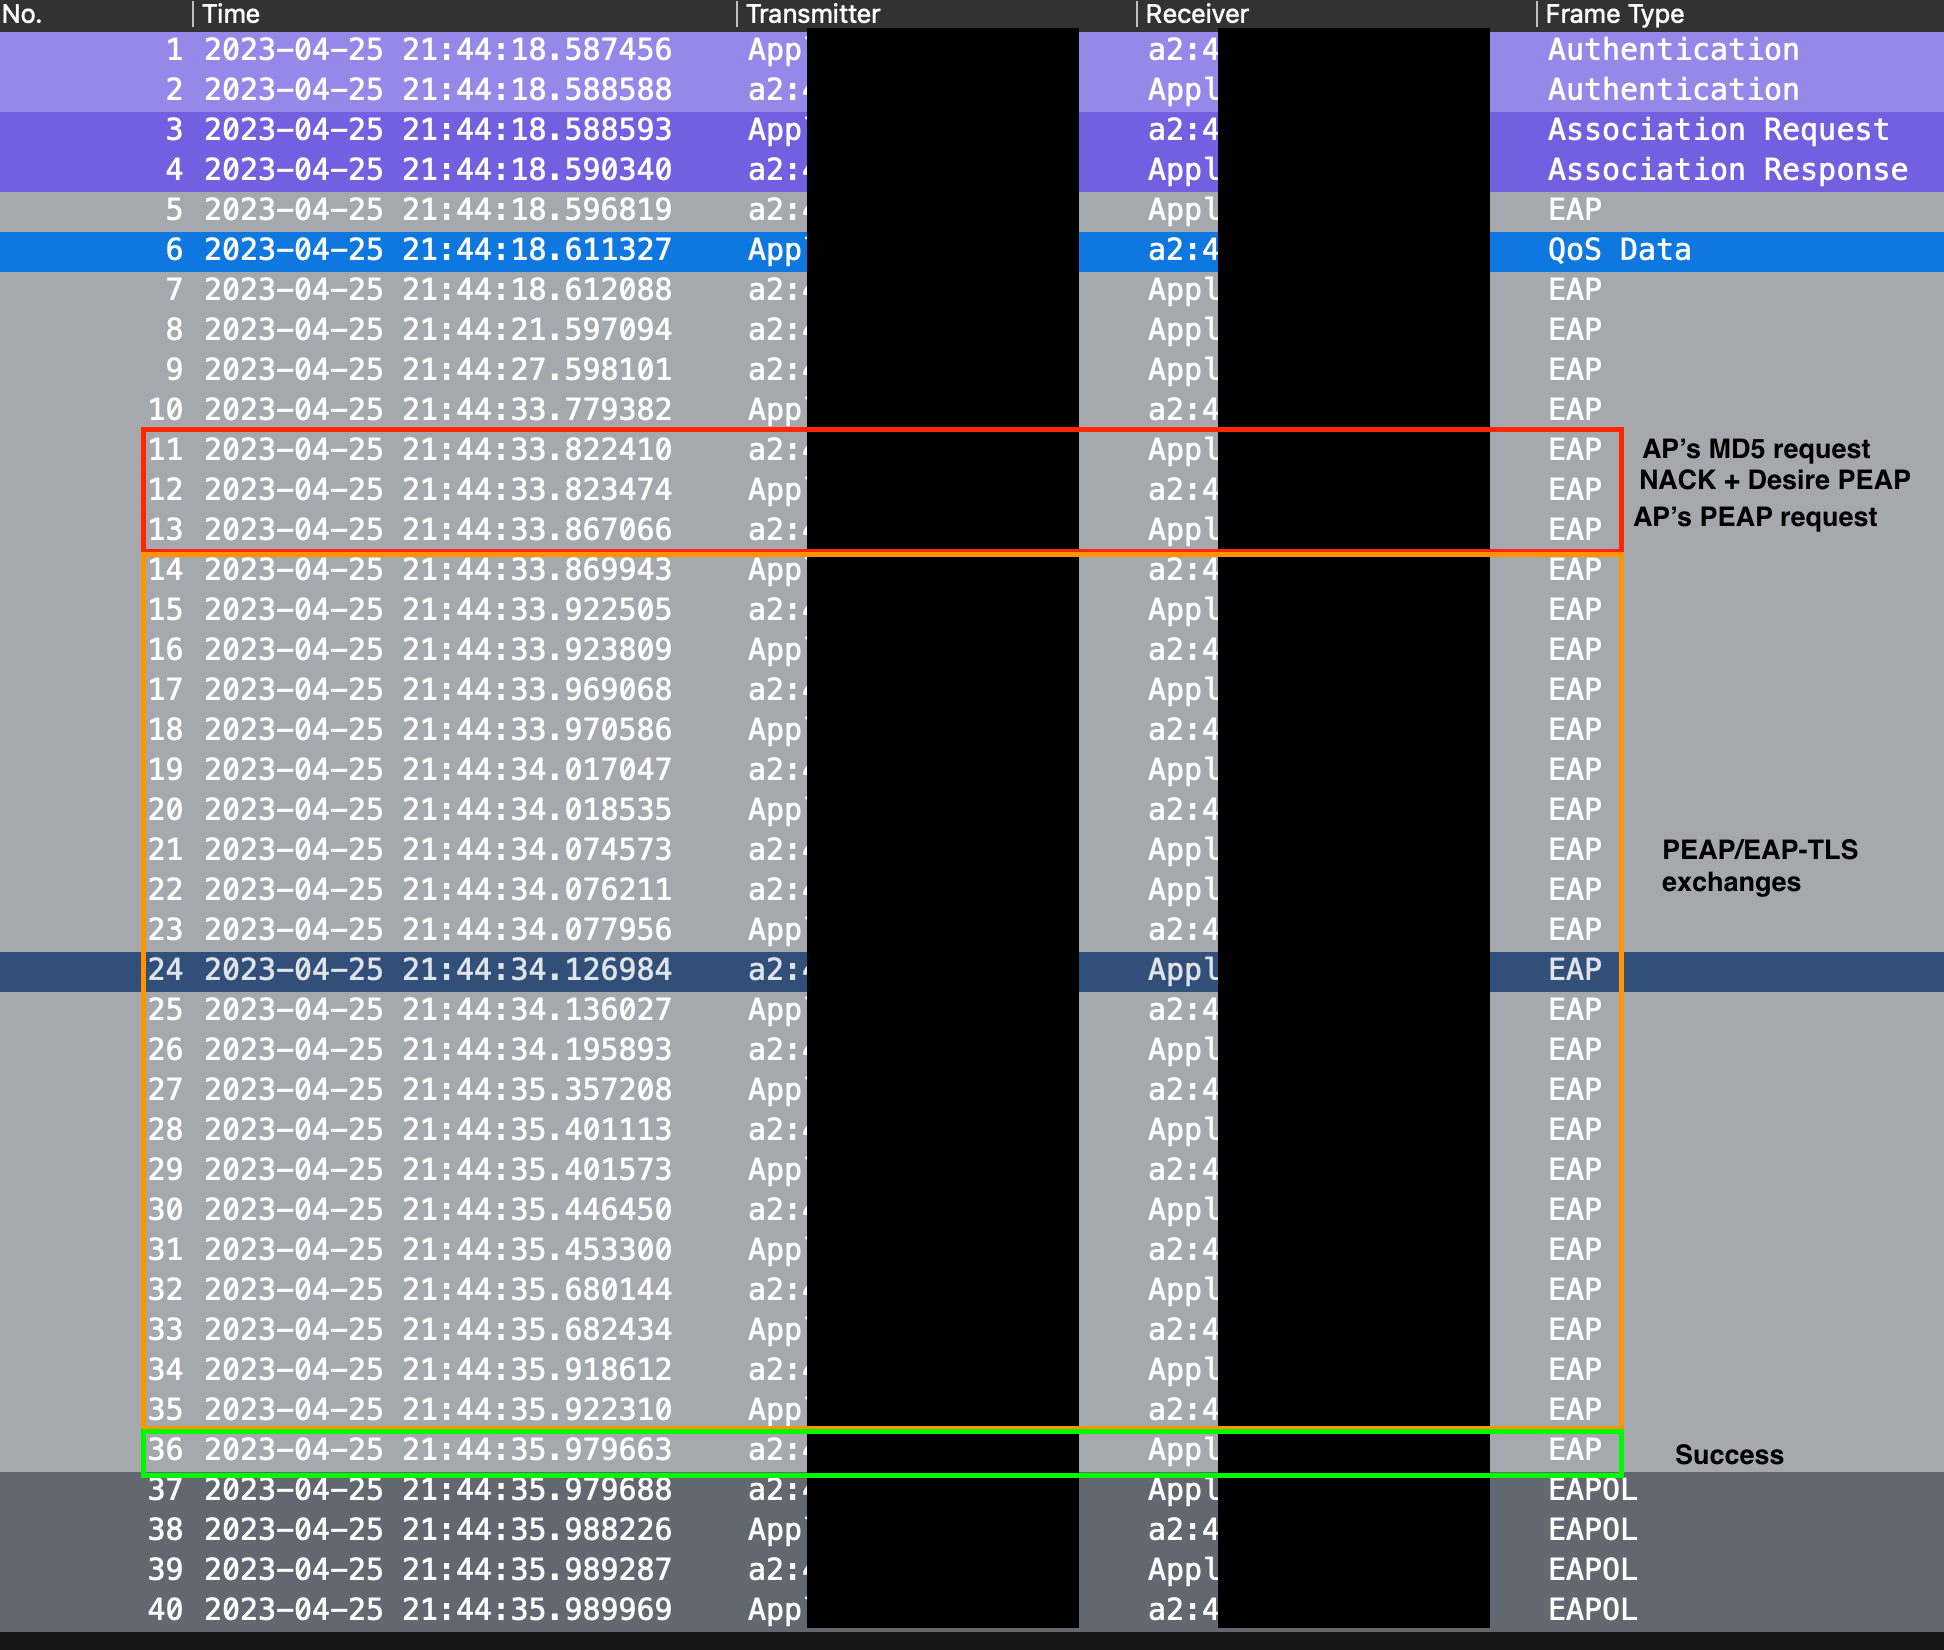 No. Time Transmitter Receiver Frame Type
1 2023-04-25 21:44:18.587456 App a2:4 Authentication
2 2023-04-25 21:44:18.588588 a2: Appl Authentication
3 2023-04-25 21:44:18.588593 App a2:4 Association Request
4 2023-04-25 21:44:18.590340 a2: Appl Association Response
5 2023-04-25 21:44:18.596819 a2: Appl EAP
6 2023-04-25 21:44:18.611327 App a2:4 QoS Data
7 2023-04-25 21:44:18.612088 a2: Appl EAP
8 2023-04-25 21:44:21.597094 a2: Appl EAP
9 2023-04-25 21:44:27.598101 a2: Appl EAP
10 2023-04-25 21:44:33.779382 App a2:4 EAP
11 2023-04-25 21:44:33.822410 a2: Appl EAP AP’s MD5 request
12 2023-04-25 21:44:33.823474 App a2:4 EAP NACK + Desire PEAP
13 2023-04-25 21:44:33.867066 a2: Appl EAP AP’s PEAP request
14 2023-04-25 21:44:33.869943 App a2:4 EAP
15 2023-04-25 21:44:33.922505 a2: Appl EAP
16 2023-04-25 21:44:33.923809 App a2:4 EAP
17 2023-04-25 21:44:33.969068 a2: Appl EAP
18 2023-04-25 21:44:33.970586 App a2:4 EAP
19 2023-04-25 21:44:34.017047 a2: Appl EAP
20 2023-04-25 21:44:34.018535 App a2:4 EAP
21 2023-04-25 21:44:34.074573 a2: Appl EAP PEAP/EAP-TLS
22 2023-04-25 21:44:34.076211 a2: Appl EAP exchanges
23 2023-04-25 21:44:34.077956 App a2:4 EAP
24 2023-04-25 21:44:34.126984 a2: Appl EAP
25 2023-04-25 21:44:34.136027 App a2:4 EAP
26 2023-04-25 21:44:34.195893 a2: Appl EAP
27 2023-04-25 21:44:35.357208 App a2:4 EAP
28 2023-04-25 21:44:35.401113 a2: Appl EAP
29 2023-04-25 21:44:35.401573 App a2:4 EAP
30 2023-04-25 21:44:35.446450 a2: Appl EAP
31 2023-04-25 21:44:35.453300 App a2:4 EAP
32 2023-04-25 21:44:35.680144 a2: Appl EAP
33 2023-04-25 21:44:35.682434 App a2:4 EAP
34 2023-04-25 21:44:35.918612 a2: Appl EAP
35 2023-04-25 21:44:35.922310 App a2:4 EAP
36 2023-04-25 21:44:35.979663 a2: Appl EAP Success
37 2023-04-25 21:44:35.979688 a2: Appl EAPOL
38 2023-04-25 21:44:35.988226 App a2:4 EAPOL
39 2023-04-25 21:44:35.989287 a2: Appl EAPOL
40 2023-04-25 21:44:35.989969 App a2:4 EAPOL